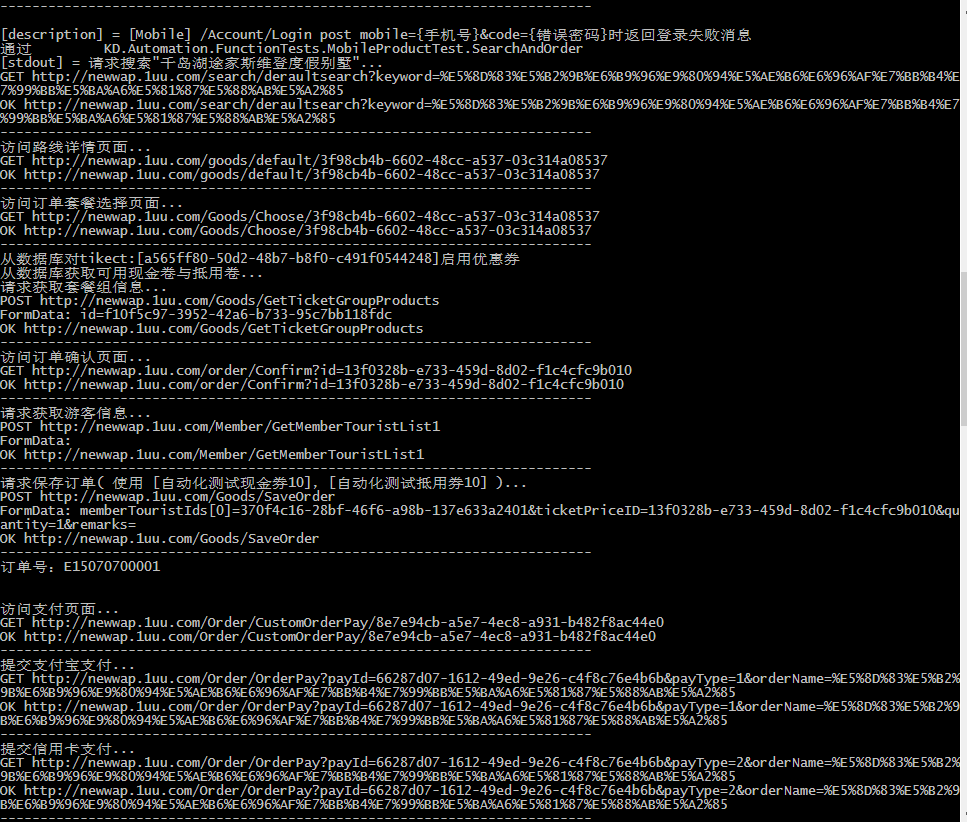 ---------------------------------------------------------------------------
[description] = [Mobile] /Account/Login post mobile={手机号}&code={错误密码}时返回登录失败消息
通过 KD.Automation.FunctionTests.MobileProductTest.SearchAndOrder
[stdout] = 请求搜索"千岛湖途家斯维登度假别墅"...
GET http://newwap.1uu.com/search/deraultsearch?keyword=%E5%8D%83%E5%B2%9B%E6%B9%96%E9%80%94%E5%AE%B6%E6%96%AF%E7%BB%B4%E
7%99%BB%E5%BA%A6%E5%81%87%E5%88%AB%E5%A2%85
OK http://newwap.1uu.com/search/deraultsearch?keyword=%E5%8D%83%E5%B2%9B%E6%B9%96%E9%80%94%E5%AE%B6%E6%96%AF%E7%BB%B4%E7
%99%BB%E5%BA%A6%E5%81%87%E5%88%AB%E5%A2%85
---------------------------------------------------------------------------
访问路线详情页面...
GET http://newwap.1uu.com/goods/default/3f98cb4b-6602-48cc-a537-03c314a08537
OK http://newwap.1uu.com/goods/default/3f98cb4b-6602-48cc-a537-03c314a08537
---------------------------------------------------------------------------
访问订单套餐选择页面...
GET http://newwap.1uu.com/Goods/Choose/3f98cb4b-6602-48cc-a537-03c314a08537
OK http://newwap.1uu.com/Goods/Choose/3f98cb4b-6602-48cc-a537-03c314a08537
---------------------------------------------------------------------------
从数据库对tikect:[a565ff80-50d2-48b7-b8f0-c491f0544248]启用优惠券
从数据库获取可用现金卷与抵用卷...
请求获取套餐组信息...
POST http://newwap.1uu.com/Goods/GetTicketGroupProducts
FormData: id=f10f5c97-3952-42a6-b733-95c7bb118fdc
OK http://newwap.1uu.com/Goods/GetTicketGroupProducts
---------------------------------------------------------------------------
访问订单确认页面...
GET http://newwap.1uu.com/order/Confirm?id=13f0328b-e733-459d-8d02-f1c4cfc9b010
OK http://newwap.1uu.com/order/Confirm?id=13f0328b-e733-459d-8d02-f1c4cfc9b010
---------------------------------------------------------------------------
请求获取游客信息...
POST http://newwap.1uu.com/Member/GetMemberTouristList1
FormData:
OK http://newwap.1uu.com/Member/GetMemberTouristList1
---------------------------------------------------------------------------
请求保存订单( 使用 [自动化测试现金券10], [自动化测试抵用券10] )...
POST http://newwap.1uu.com/Goods/SaveOrder
FormData: memberTouristIds[0]=370f4c16-28bf-46f6-a98b-137e633a2401&ticketPriceID=13f0328b-e733-459d-8d02-f1c4cfc9b010&qu
antity=1&remarks=
OK http://newwap.1uu.com/Goods/SaveOrder
---------------------------------------------------------------------------
订单号: E15070700001
访问支付页面...
GET http://newwap.1uu.com/Order/CustomOrderPay/8e7e94cb-a5e7-4ec8-a931-b482f8ac44e0
OK http://newwap.1uu.com/Order/CustomOrderPay/8e7e94cb-a5e7-4ec8-a931-b482f8ac44e0
---------------------------------------------------------------------------
提交支付宝支付...
GET http://newwap.1uu.com/Order/OrderPay?payId=66287d07-1612-49ed-9e26-c4f8c76e4b6b&payType=1&orderName=%E5%8D%83%E5%B2%
9B%E6%B9%96%E9%80%94%E5%AE%B6%E6%96%AF%E7%BB%B4%E7%99%BB%E5%BA%A6%E5%81%87%E5%88%AB%E5%A2%85
OK http://newwap.1uu.com/Order/OrderPay?payId=66287d07-1612-49ed-9e26-c4f8c76e4b6b&payType=1&orderName=%E5%8D%83%E5%B2%9
B%E6%B9%96%E9%80%94%E5%AE%B6%E6%96%AF%E7%BB%B4%E7%99%BB%E5%BA%A6%E5%81%87%E5%88%AB%E5%A2%85
---------------------------------------------------------------------------
提交信用卡支付...
GET http://newwap.1uu.com/Order/OrderPay?payId=66287d07-1612-49ed-9e26-c4f8c76e4b6b&payType=2&orderName=%E5%8D%83%E5%B2%
9B%E6%B9%96%E9%80%94%E5%AE%B6%E6%96%AF%E7%BB%B4%E7%99%BB%E5%BA%A6%E5%81%87%E5%88%AB%E5%A2%85
OK http://newwap.1uu.com/Order/OrderPay?payId=66287d07-1612-49ed-9e26-c4f8c76e4b6b&payType=2&orderName=%E5%8D%83%E5%B2%9
B%E6%B9%96%E9%80%94%E5%AE%B6%E6%96%AF%E7%BB%B4%E7%99%BB%E5%BA%A6%E5%81%87%E5%88%AB%E5%A2%85
---------------------------------------------------------------------------